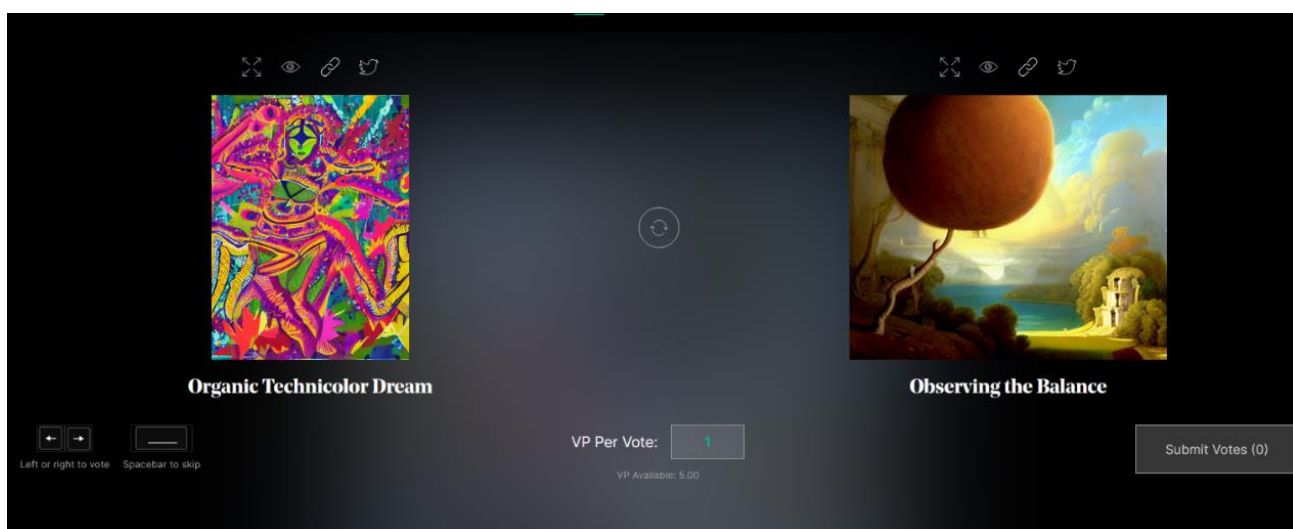 Organic Technicolor Dream
Observing the Balance
Left or right to vote
Spacebar to skip
VP Per Vote: 1
VP Available: 5.00
Submit Votes (0)